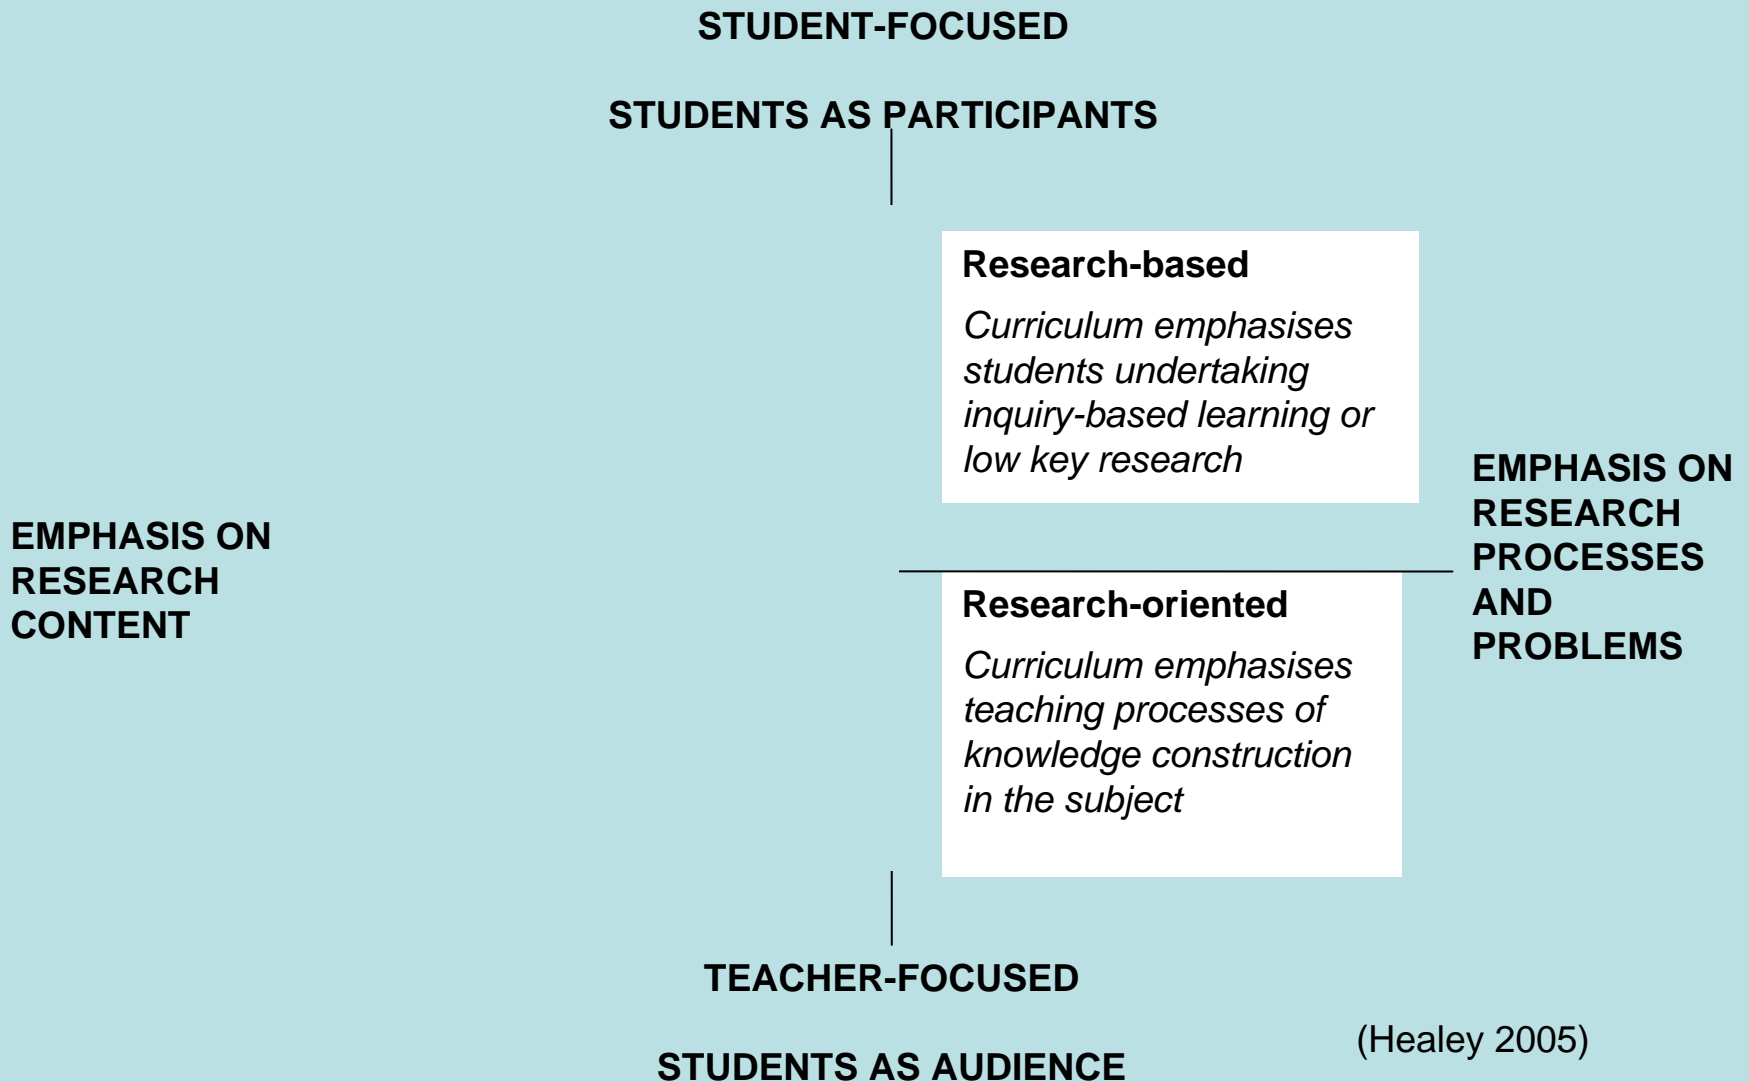 STUDENT-FOCUSED
STUDENTS AS PARTICIPANTS
Research-based
Curriculum emphasises
students undertaking
inquiry-based learning or
low key research
EMPHASIS ON
RESEARCH
CONTENT
EMPHASIS ON
RESEARCH
PROCESSES
AND
PROBLEMS
Research-oriented
Curriculum emphasises
teaching processes of
knowledge construction
in the subject
TEACHER-FOCUSED
STUDENTS AS AUDIENCE
(Healey 2005)